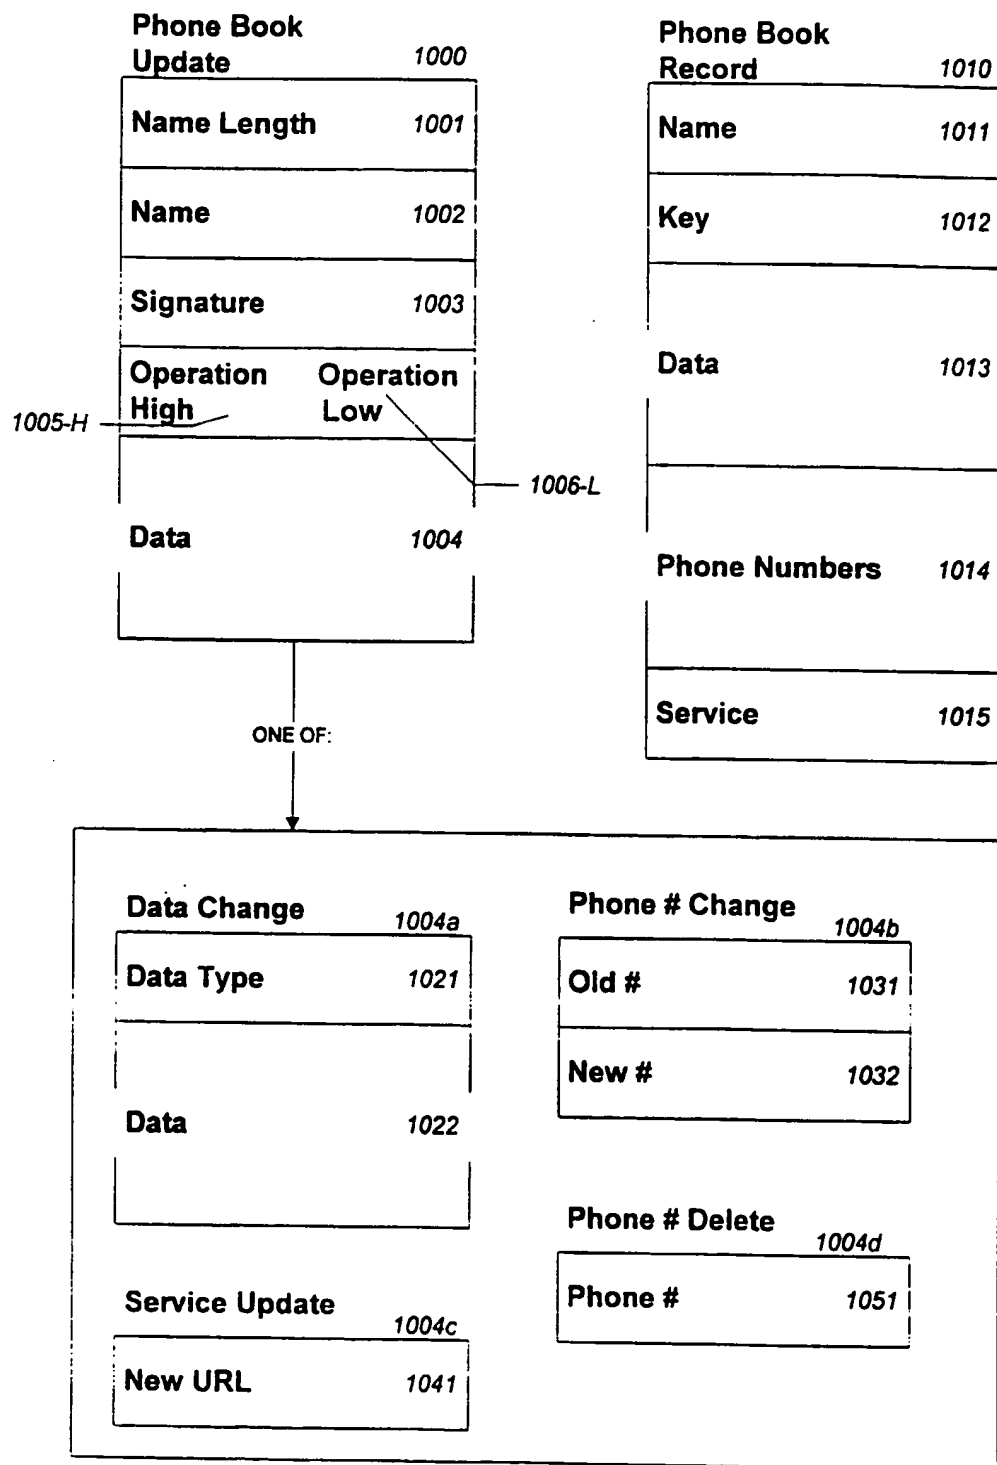 Phone Book
Update 1000
Name Length 1001
Name 1002
Signature 1003
Operation Operation
High Low
1005-H
1006-L
Data 1004
ONE OF:
Phone Book
Record 1010
Name 1011
Key 1012
Data 1013
Phone Numbers 1014
Service 1015
Data Change 1004a
Data Type 1021
Data 1022
Phone # Change 1004b
Old # 1031
New # 1032
Service Update 1004c
New URL 1041
Phone # Delete 1004d
Phone # 1051